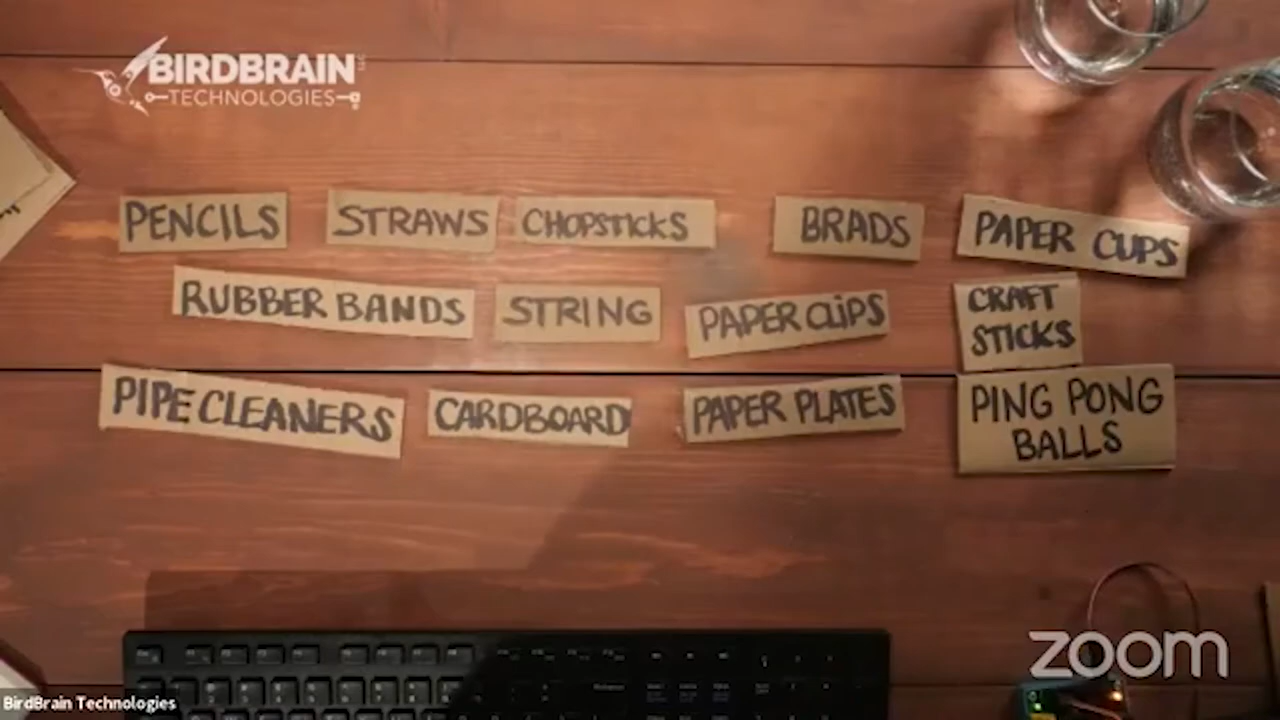 BIRDBRAIN
TECHNOLOGIES
PENCILS STRAWS CHOPSTICKS BRADS PAPER CUPS
RUBBER BANDS STRING PAPER CLIPS CRAFT STICKS
PIPE CLEANERS CARDBOARD PAPER PLATES PING PONG BALLS
zoom
BirdBrain Technologies